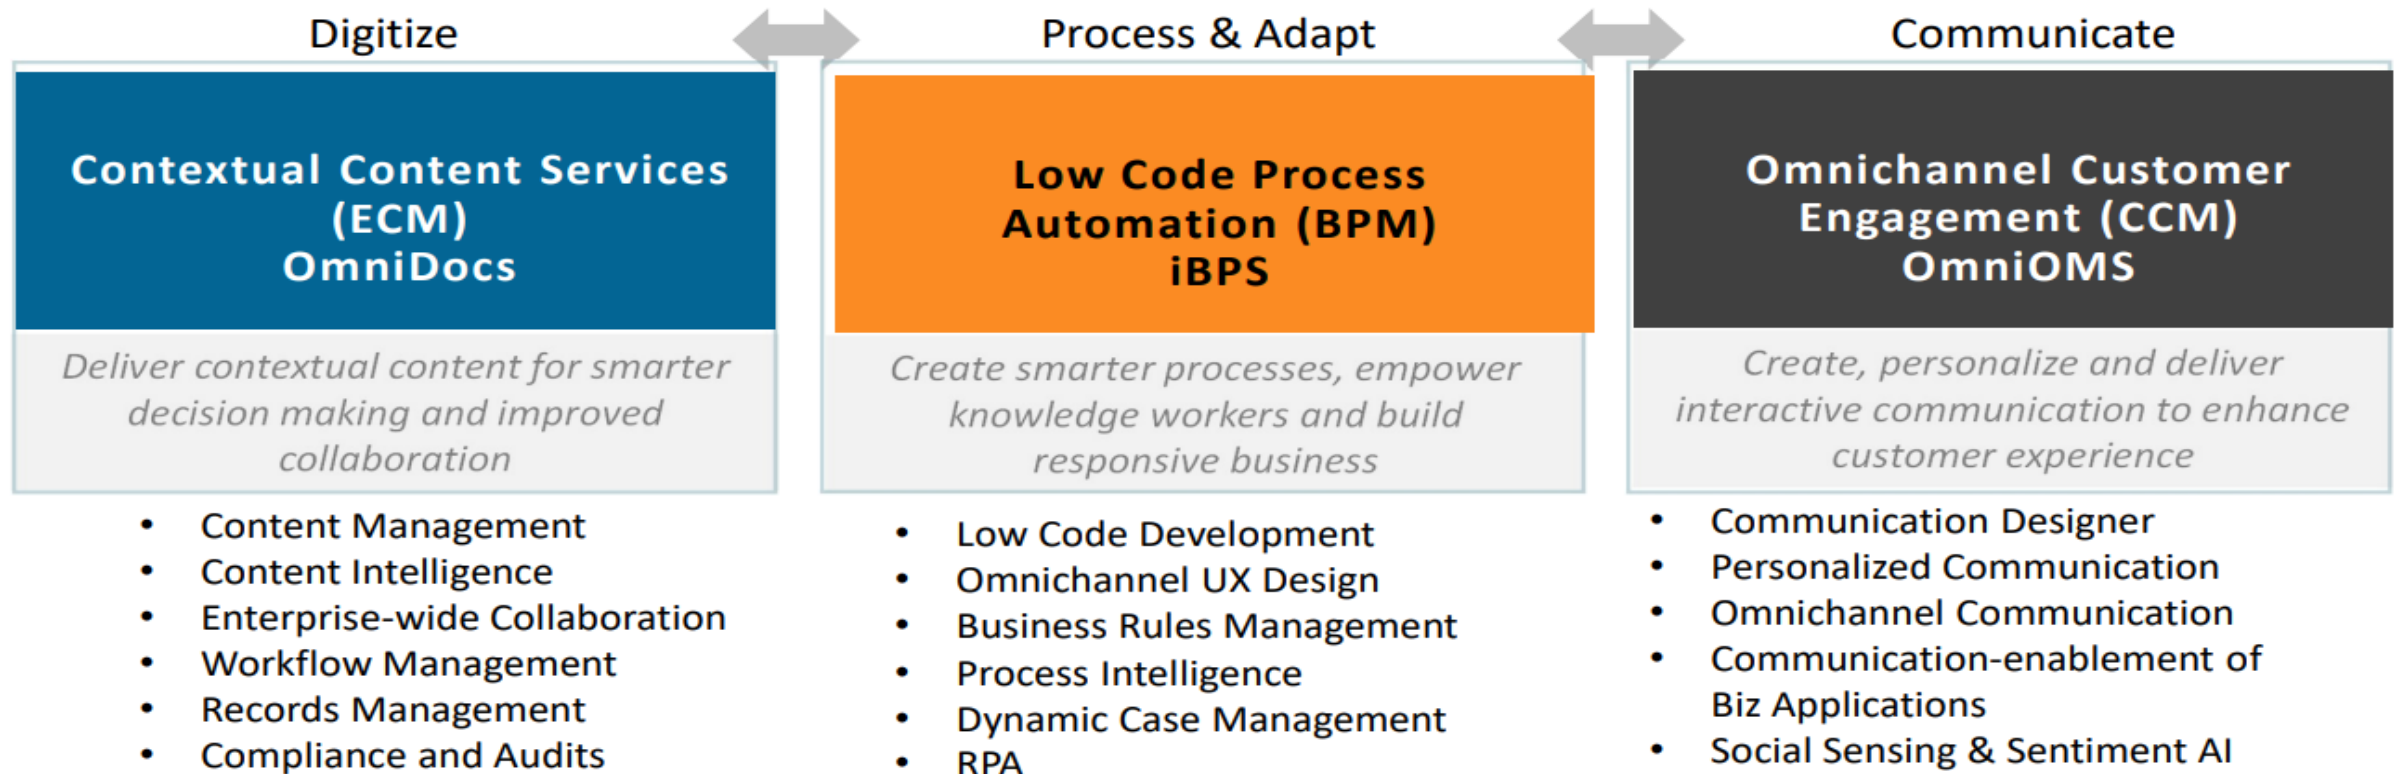 Digitize
Process & Adapt
Communicate
Contextual Content Services
(ECM)
OmniDocs
Low Code Process
Automation (BPM)
iBPS
Omnichannel Customer
Engagement (CCM)
OmniOMS
Deliver contextual content for smarter
decision making and improved
collaboration
Create smarter processes, empower
knowledge workers and build
responsive business
Create, personalize and deliver
interactive communication to enhance
customer experience
• Content Management
• Content Intelligence
• Enterprise-wide Collaboration
• Workflow Management
• Records Management
• Compliance and Audits
• Low Code Development
• Omnichannel UX Design
• Business Rules Management
• Process Intelligence
• Dynamic Case Management
• RPA
• Communication Designer
• Personalized Communication
• Omnichannel Communication
• Communication-enablement of
Biz Applications
• Social Sensing & Sentiment AI